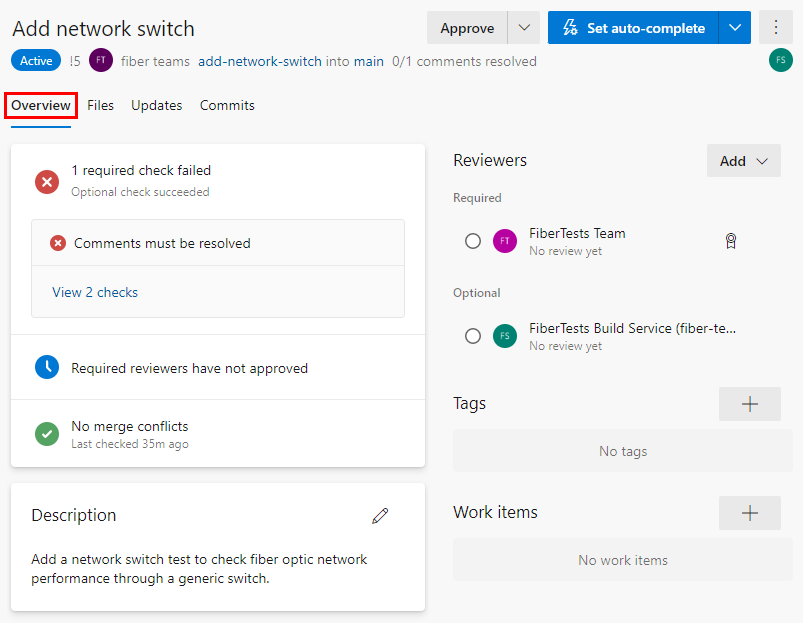 Add network switch
Approve
Set auto-complete
Active !5 FT fiber teams add-network-switch into main 0/1 comments resolved
FS
Overview Files Updates Commits
1 required check failed
Optional check succeeded
Comments must be resolved
View 2 checks
Required reviewers have not approved
No merge conflicts
Last checked 35m ago
Description
Add a network switch test to check fiber optic network
performance through a generic switch.
Reviewers
Add
Required
FT FiberTests Team
No review yet
Optional
FS FiberTests Build Service (fiber-te...
No review yet
Tags
No tags
Work items
No work items